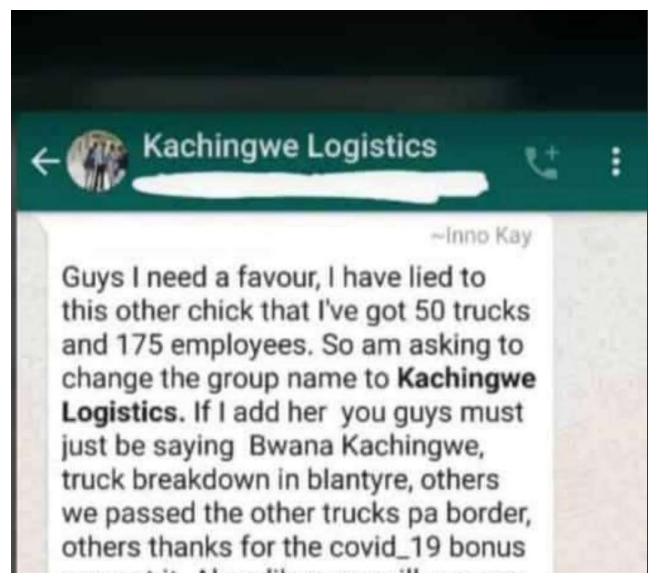 Kachingwe Logistics
~Inno Kay
Guys I need a favour, I have lied to
this other chick that I've got 50 trucks
and 175 employees. So am asking to
change the group name to Kachingwe
Logistics. If I add her you guys must
just be saying Bwana Kachingwe,
truck breakdown in blantyre, others
we passed the other trucks pa border,
others thanks for the covid_19 bonus